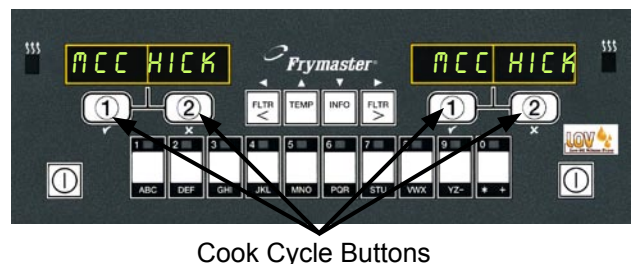 MCC HICK Frymaster MCC HICK
1 2 FLTR < TEMP INFO FLTR > 1 2
1 2 3 4 5 6 7 8 9 0
ABC DEF GHI JKL MNO PQR STU VWX YZ- * +
LOV
Cook Cycle Buttons